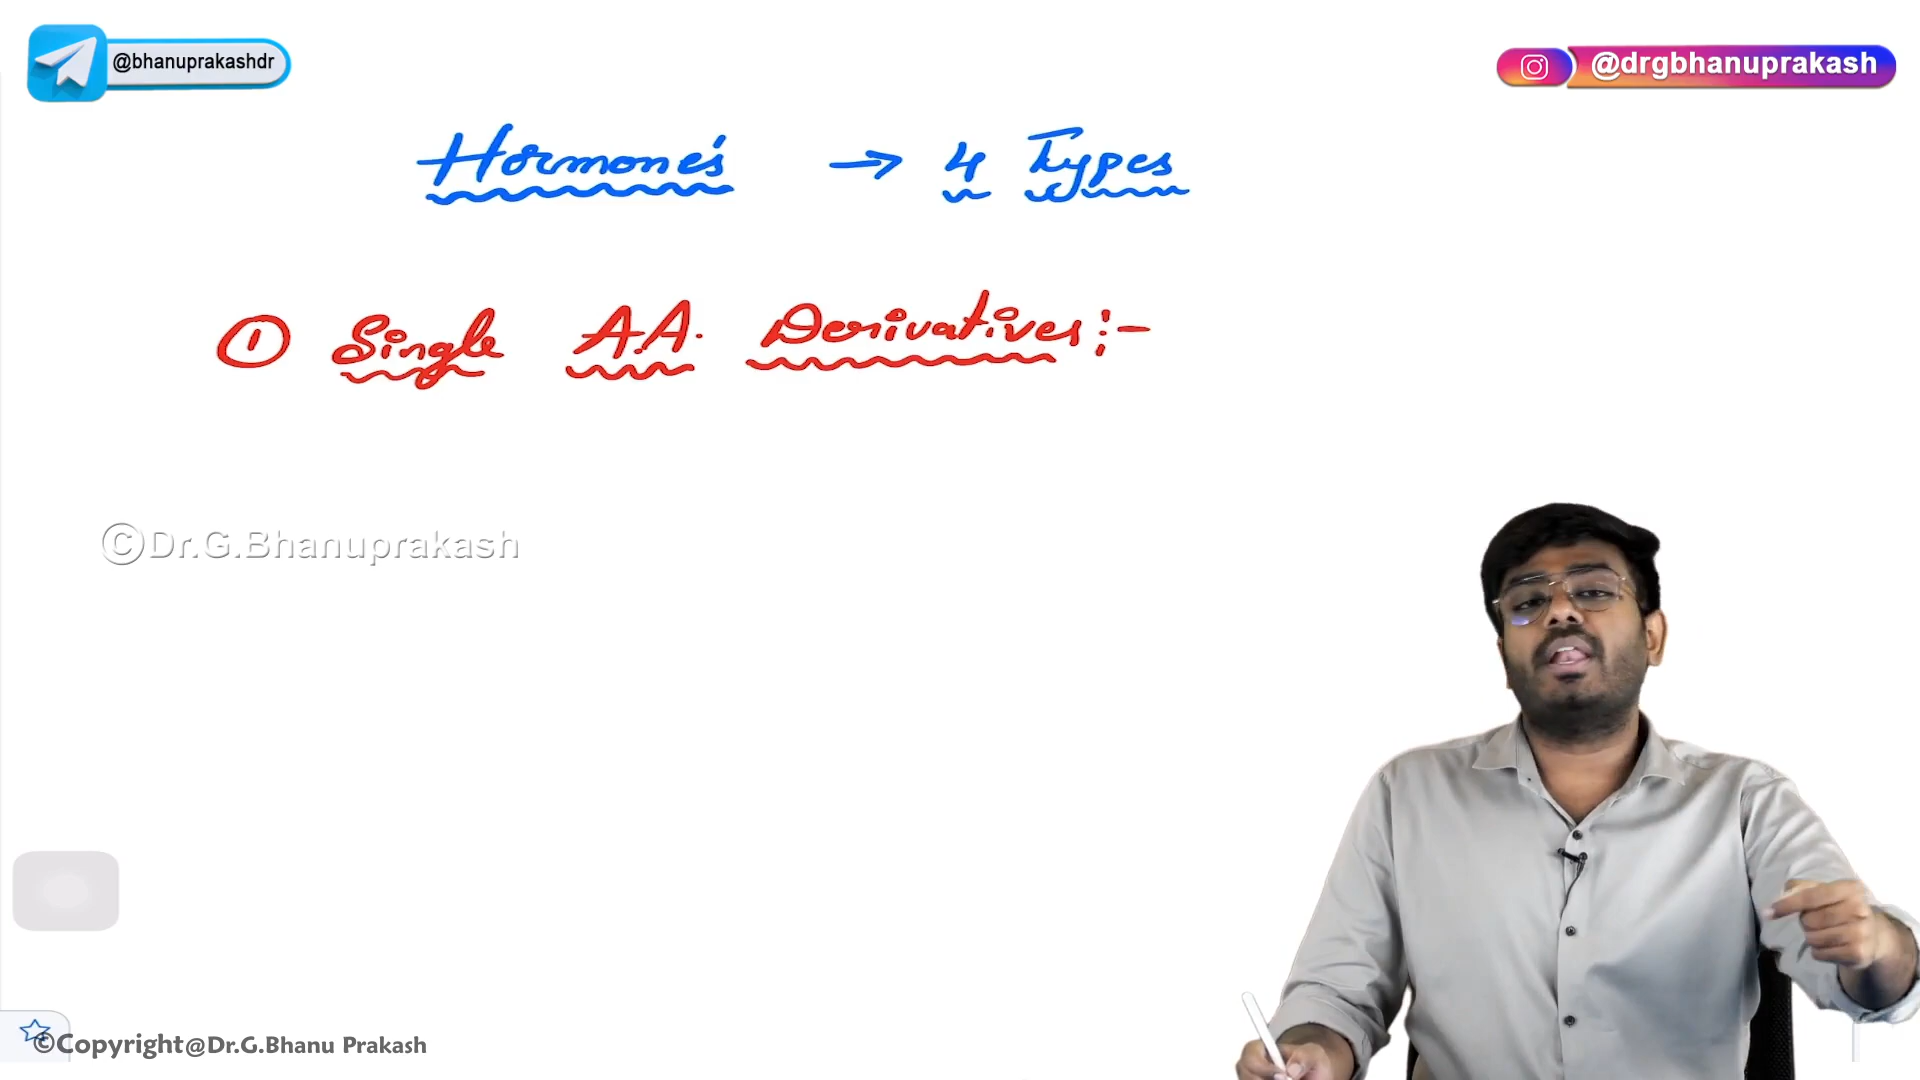 @bhanuprakashdr
@drgbhanuprakash
Hormones → 4 Types
① Single A.A. Derivatives:-
©Dr.G.Bhanuprakash
©Copyright@Dr.G.Bhanu Prakash